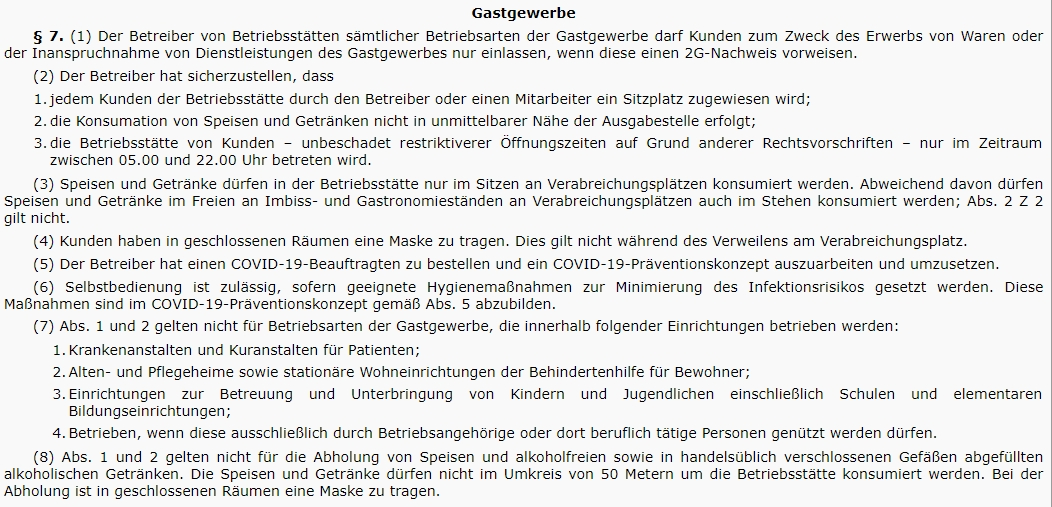 Gastgewerbe
§ 7. (1) Der Betreiber von Betriebsstätten sämtlicher Betriebsarten der Gastgewerbe darf Kunden zum Zweck des Erwerbs von Waren oder
der Inanspruchnahme von Dienstleistungen des Gastgewerbes nur einlassen, wenn diese einen 2G-Nachweis vorweisen.
(2) Der Betreiber hat sicherzustellen, dass
1. jedem Kunden der Betriebsstätte durch den Betreiber oder einen Mitarbeiter ein Sitzplatz zugewiesen wird;
2. die Konsumation von Speisen und Getränken nicht in unmittelbarer Nähe der Ausgabestelle erfolgt;
3. die Betriebsstätte von Kunden – unbeschadet restriktiverer Öffnungszeiten auf Grund anderer Rechtsvorschriften – nur im Zeitraum
zwischen 05.00 und 22.00 Uhr betreten wird.
(3) Speisen und Getränke dürfen in der Betriebsstätte nur im Sitzen an Verabreichungsplätzen konsumiert werden. Abweichend davon dürfen
Speisen und Getränke im Freien an Imbiss- und Gastronomieständen an Verabreichungsplätzen auch im Stehen konsumiert werden; Abs. 2 Z 2
gilt nicht.
(4) Kunden haben in geschlossenen Räumen eine Maske zu tragen. Dies gilt nicht während des Verweilens am Verabreichungsplatz.
(5) Der Betreiber hat einen COVID-19-Beauftragten zu bestellen und ein COVID-19-Präventionskonzept auszuarbeiten und umzusetzen.
(6) Selbstbedienung ist zulässig, sofern geeignete Hygienemaßnahmen zur Minimierung des Infektionsrisikos gesetzt werden. Diese
Maßnahmen sind im COVID-19-Präventionskonzept gemäß Abs. 5 abzubilden.
(7) Abs. 1 und 2 gelten nicht für Betriebsarten der Gastgewerbe, die innerhalb folgender Einrichtungen betrieben werden:
1. Krankenanstalten und Kuranstalten für Patienten;
2. Alten- und Pflegeheime sowie stationäre Wohneinrichtungen der Behindertenhilfe für Bewohner;
3. Einrichtungen zur Betreuung und Unterbringung von Kindern und Jugendlichen einschließlich Schulen und elementaren
Bildungseinrichtungen;
4. Betrieben, wenn diese ausschließlich durch Betriebsangehörige oder dort beruflich tätige Personen genützt werden dürfen.
(8) Abs. 1 und 2 gelten nicht für die Abholung von Speisen und alkoholfreien sowie in handelsüblich verschlossenen Gefäßen abgefüllten
alkoholischen Getränken. Die Speisen und Getränke dürfen nicht im Umkreis von 50 Metern um die Betriebsstätte konsumiert werden. Bei der
Abholung ist in geschlossenen Räumen eine Maske zu tragen.